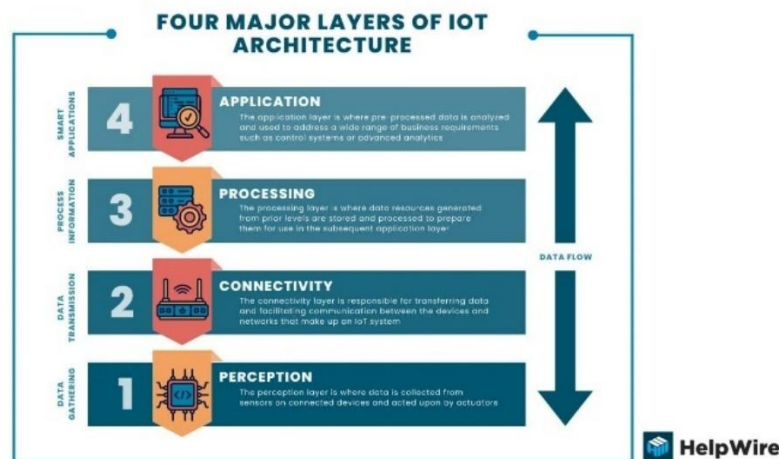 FOUR MAJOR LAYERS OF IOT
ARCHITECTURE
SMART
APPLICATIONS
4
APPLICATION
The application layer is where pre-processed data is analyzed
and used to address a wide range of business requirements
such as control systems or advanced analytics
PROCESS
INFORMATION
3
PROCESSING
The processing layer is where data resources generated
from prior levels are stored and processed to prepare
them for use in the subsequent application layer
DATA FLOW
DATA
TRANSMISSION
2
CONNECTIVITY
The connectivity layer is responsible for transferring data
and facilitating communication between the devices and
networks that make up an IoT system
DATA
GATHERING
1
</>
PERCEPTION
The perception layer is where data is collected from
sensors on connected devices and acted upon by actuators
HelpWire